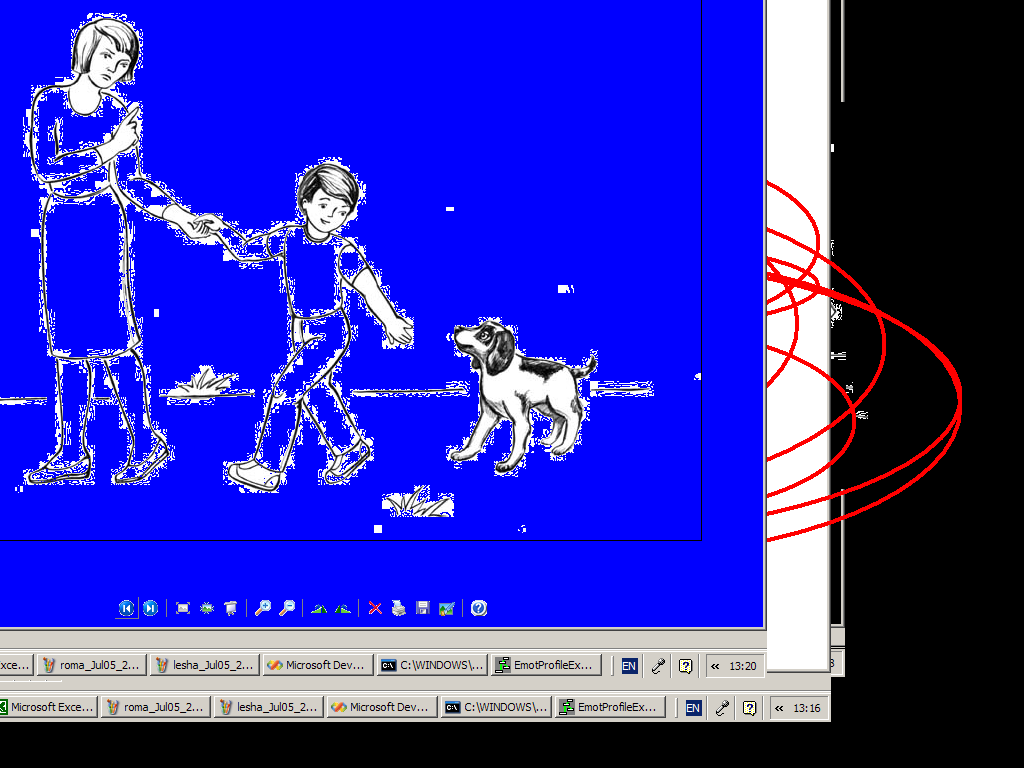 xce... roma_Jul05_2... lesha_Jul05_2... Microsoft Dev... C:\WINDOWS\... EmotProfileEx... EN ? « 13:20
Microsoft Exce... roma_Jul05_2... lesha_Jul05_2... Microsoft Dev... C:\WINDOWS\... EmotProfileEx... EN ? « 13:16